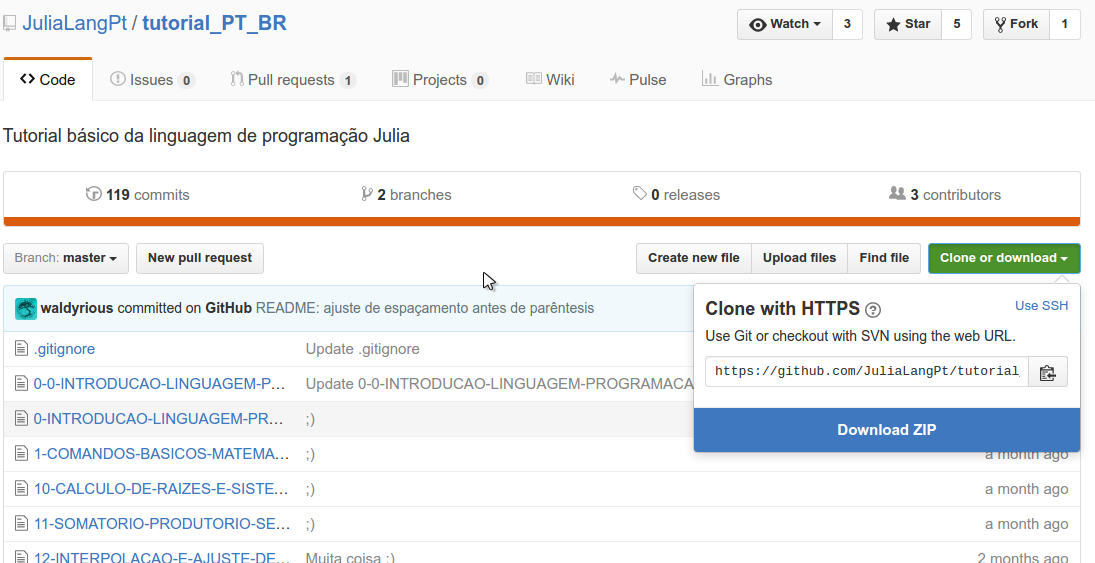 JuliaLangPt / tutorial_PT_BR
Watch 3 Star 5 Fork 1
Code Issues 0 Pull requests 1 Projects 0 Wiki Pulse Graphs
Tutorial básico da linguagem de programação Julia
119 commits 2 branches 0 releases 3 contributors
Branch: master New pull request Create new file Upload files Find file Clone or download
waldyrious committed on GitHub README: ajuste de espaçamento antes de parêntesis
Clone with HTTPS ? Use SSH
Use Git or checkout with SVN using the web URL.
https://github.com/JuliaLangPt/tutorial_
Download ZIP
.gitignore Update .gitignore
0-0-INTRODUCAO-LINGUAGEM-P... Update 0-0-INTRODUCAO-LINGUAGEM-PROGRAMACA
0-INTRODUCAO-LINGUAGEM-PR... ;)
1-COMANDOS-BASICOS-MATEMA... ;) a month ago
10-CALCULO-DE-RAIZES-E-SISTE... ;) a month ago
11-SOMATORIO-PRODUTORIO-SE... ;) a month ago
12-INTERPOLACAO-E-AJUSTE-DE... Muita coisa ;) 2 months ago